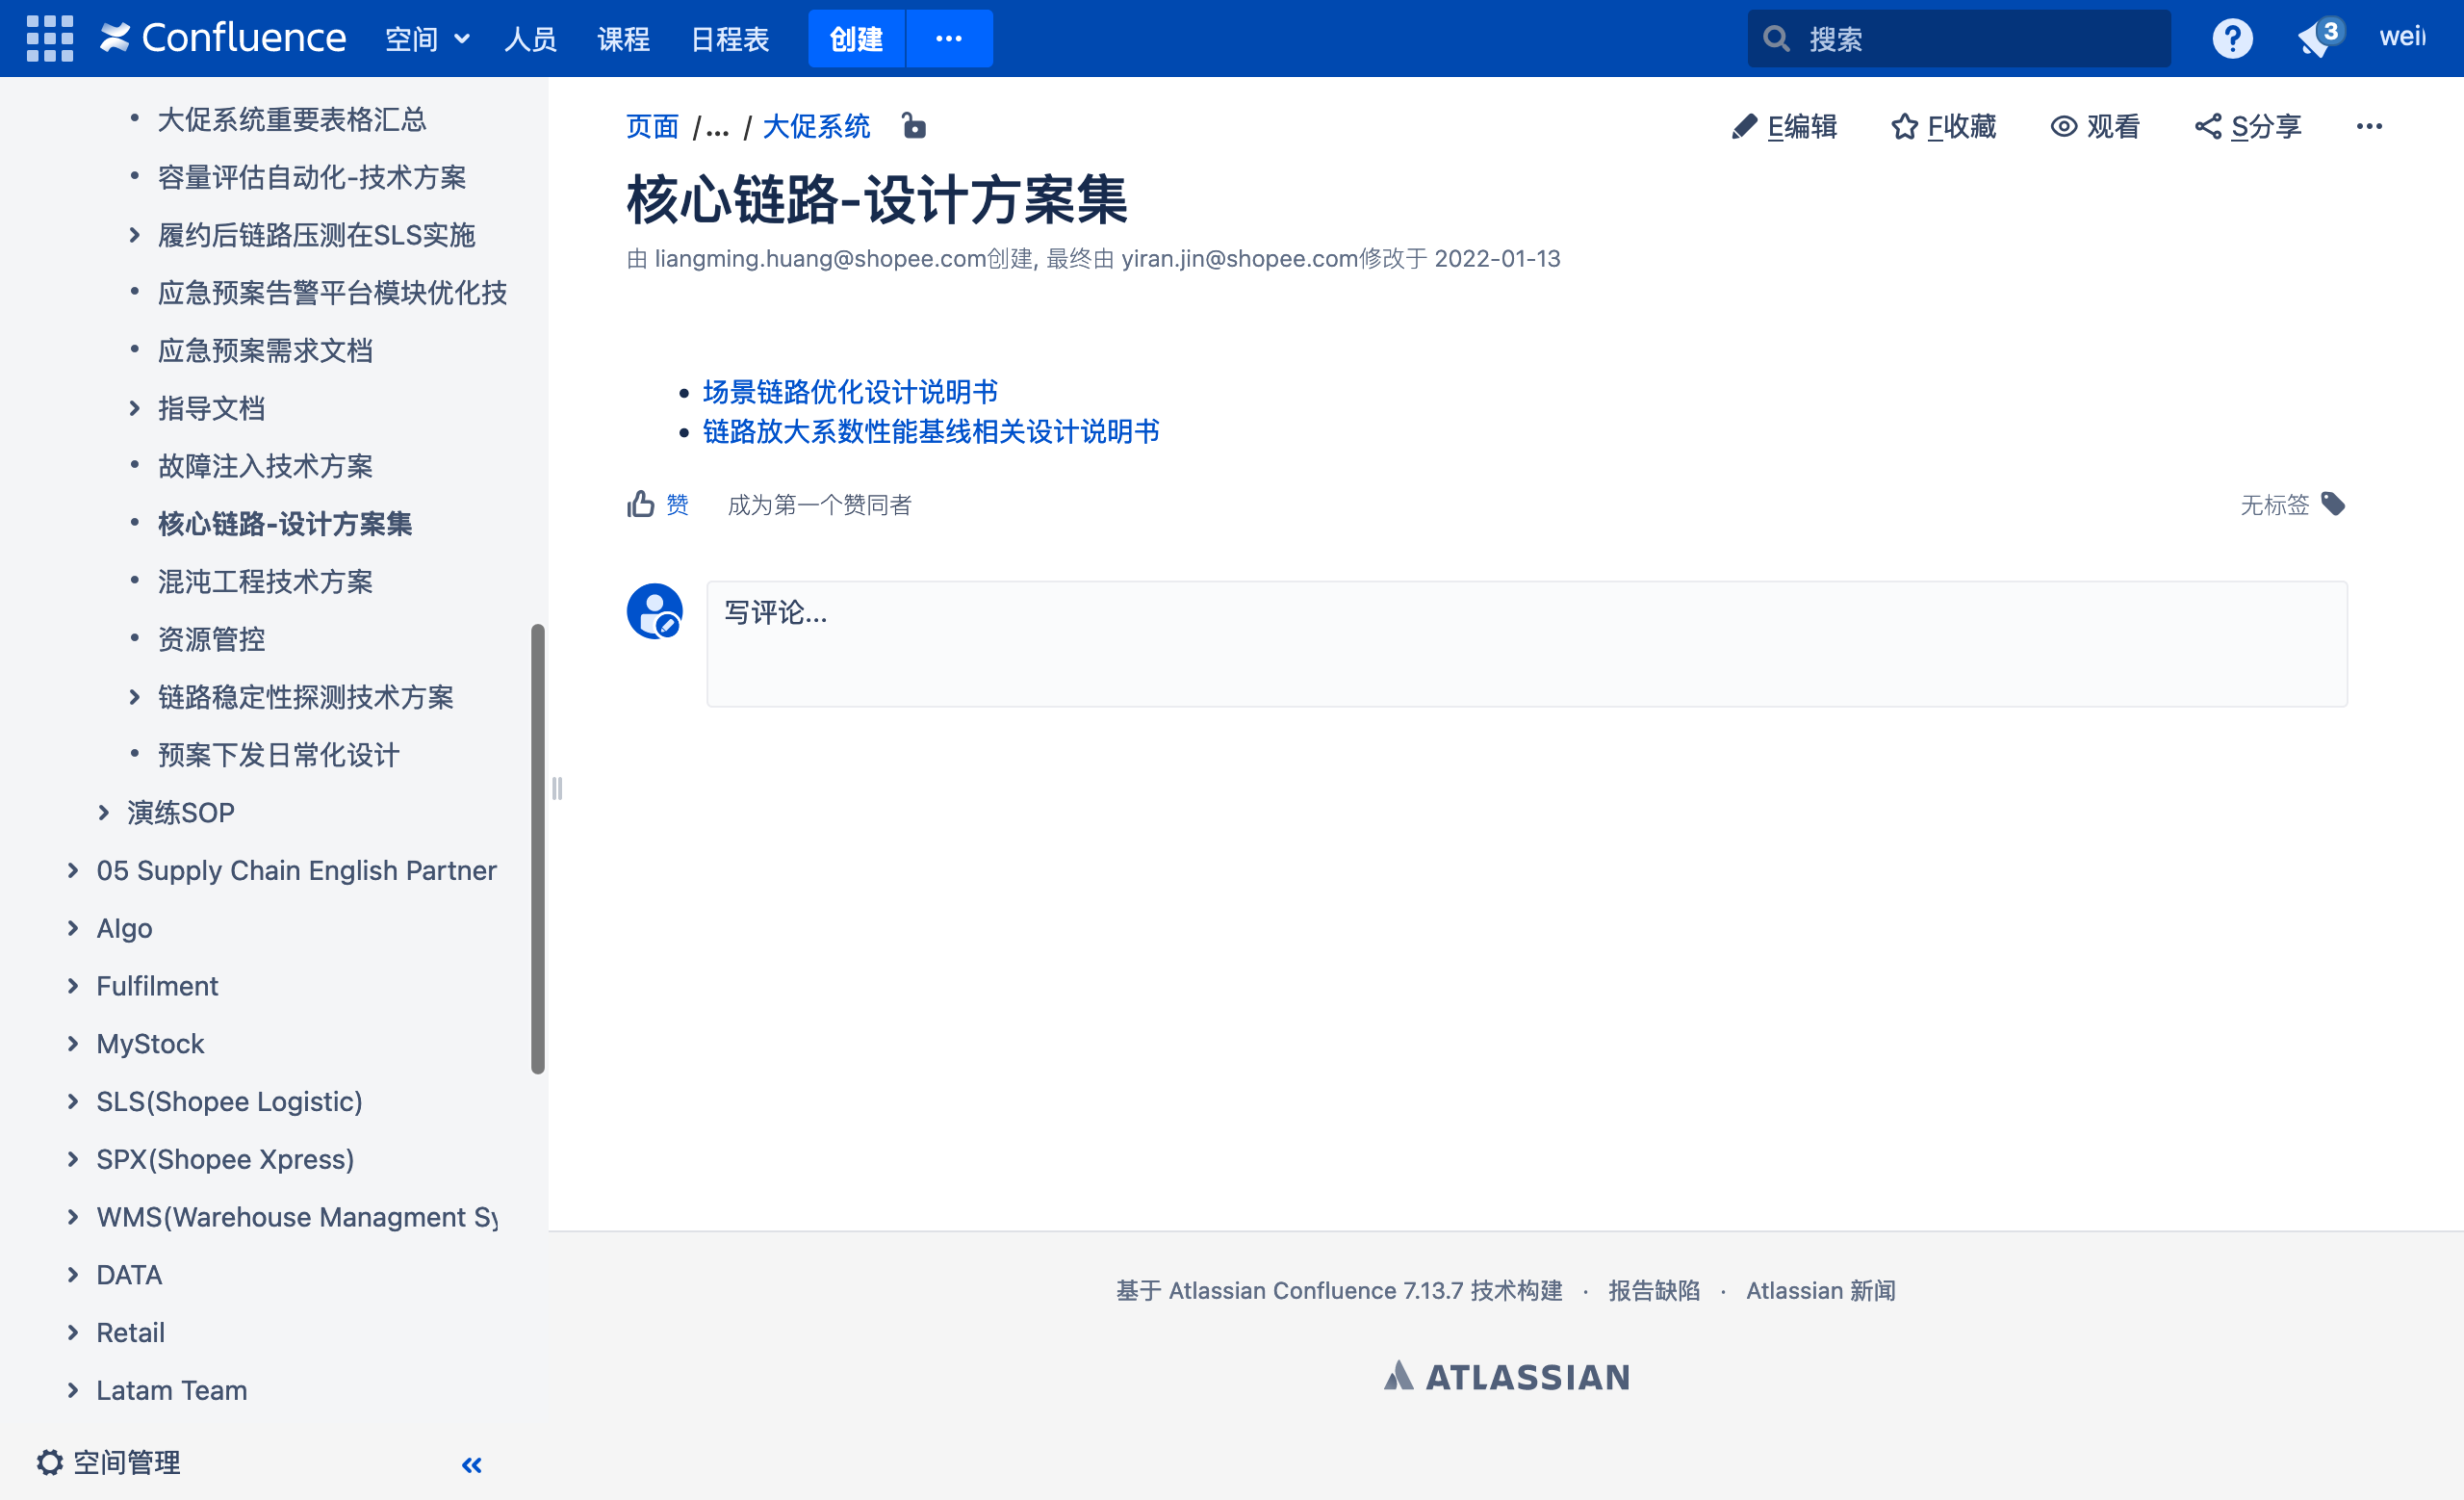 Confluence 空间 人员 课程 日程表 创建 ··· 搜索 3 wei
大促系统重要表格汇总
容量评估自动化-技术方案
履约后链路压测在SLS实施
应急预案告警平台模块优化技
应急预案需求文档
指导文档
故障注入技术方案
核心链路-设计方案集
混沌工程技术方案
资源管控
链路稳定性探测技术方案
预案下发日常化设计
演练SOP
05 Supply Chain English Partner
Algo
Fulfilment
MyStock
SLS(Shopee Logistic)
SPX(Shopee Xpress)
WMS(Warehouse Managment Sy
DATA
Retail
Latam Team
空间管理
页面 /... / 大促系统
E编辑 F收藏 观看 S分享 ···
核心链路-设计方案集
由 liangming.huang@shopee.com创建, 最终由 yiran.jin@shopee.com修改于 2022-01-13
• 场景链路优化设计说明书
• 链路放大系数性能基线相关设计说明书
赞 成为第一个赞同者 无标签
写评论...
基于 Atlassian Confluence 7.13.7 技术构建 · 报告缺陷 · Atlassian 新闻
ATLASSIAN